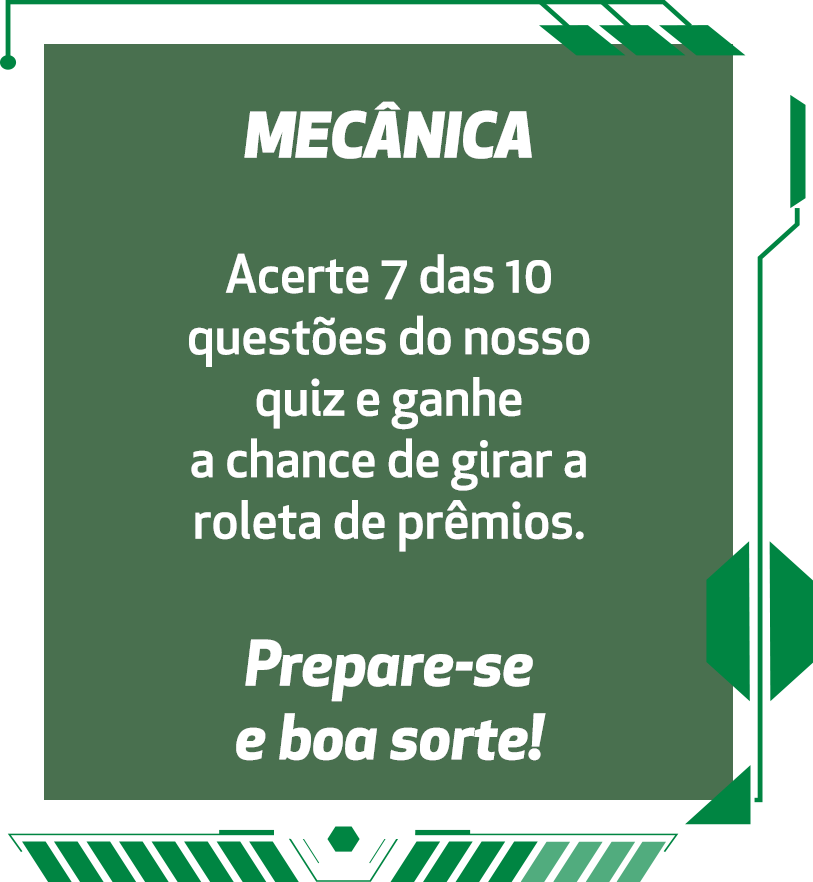 MECÂNICA
Acerte 7 das 10
questões do nosso
quiz e ganhe
a chance de girar a
roleta de prêmios.
Prepare-se
e boa sorte!